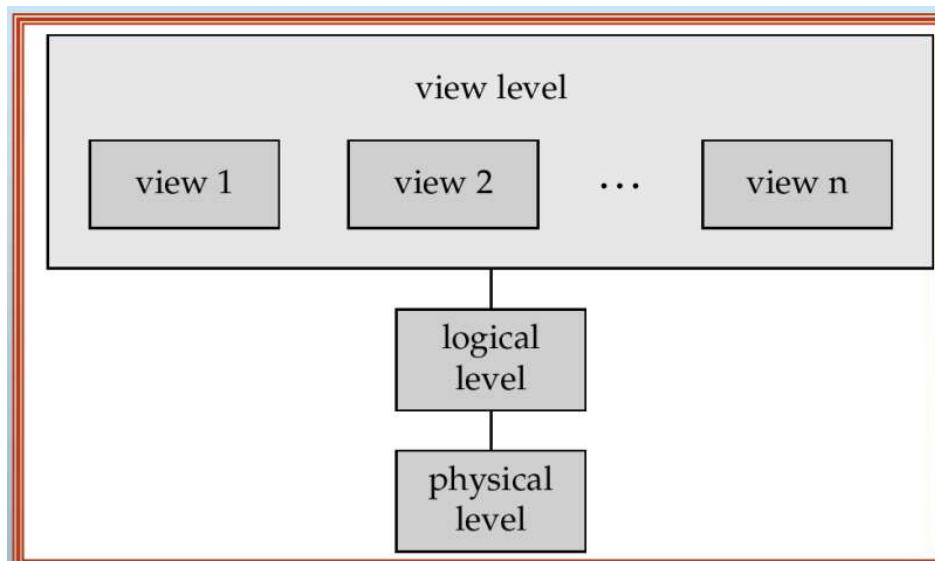 view level
view 1
view 2
...
view n
logical
level
physical
level